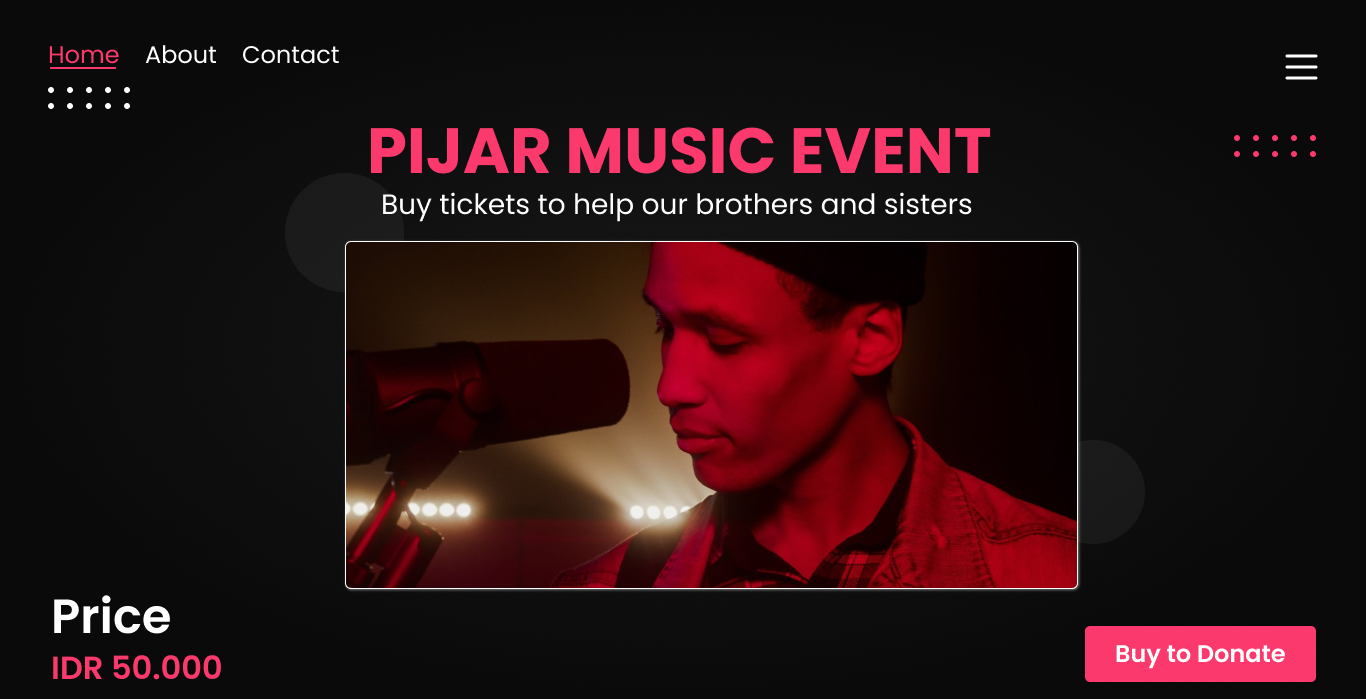 Home About Contact
PIJAR MUSIC EVENT
Buy tickets to help our brothers and sisters
Price
IDR 50.000
Buy to Donate